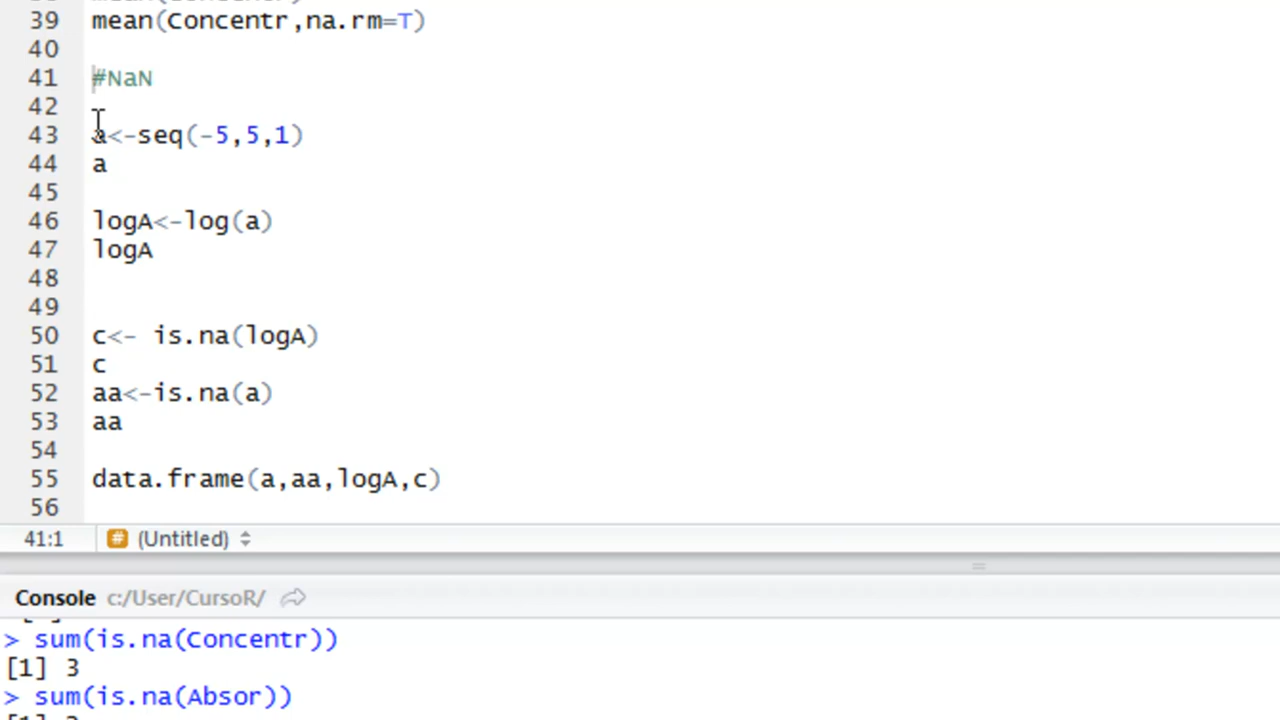 39 mean(Concentr,na.rm=T)
40
41 #NaN
42
43 a<-seq(-5,5,1)
44 a
45
46 logA<-log(a)
47 logA
48
49
50 c<- is.na(logA)
51 c
52 aa<-is.na(a)
53 aa
54
55 data.frame(a,aa,logA,c)
56
41:1 # (Untitled)
Console c:/User/CursoR/
> sum(is.na(Concentr))
[1] 3
> sum(is.na(Absor))
[1]